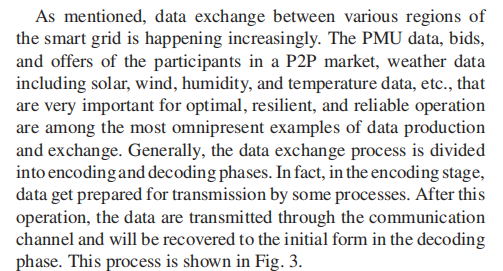 As mentioned, data exchange between various regions of
the smart grid is happening increasingly. The PMU data, bids,
and offers of the participants in a P2P market, weather data
including solar, wind, humidity, and temperature data, etc., that
are very important for optimal, resilient, and reliable operation
are among the most omnipresent examples of data production
and exchange. Generally, the data exchange process is divided
into encoding and decoding phases. In fact, in the encoding stage,
data get prepared for transmission by some processes. After this
operation, the data are transmitted through the communication
channel and will be recovered to the initial form in the decoding
phase. This process is shown in Fig. 3.